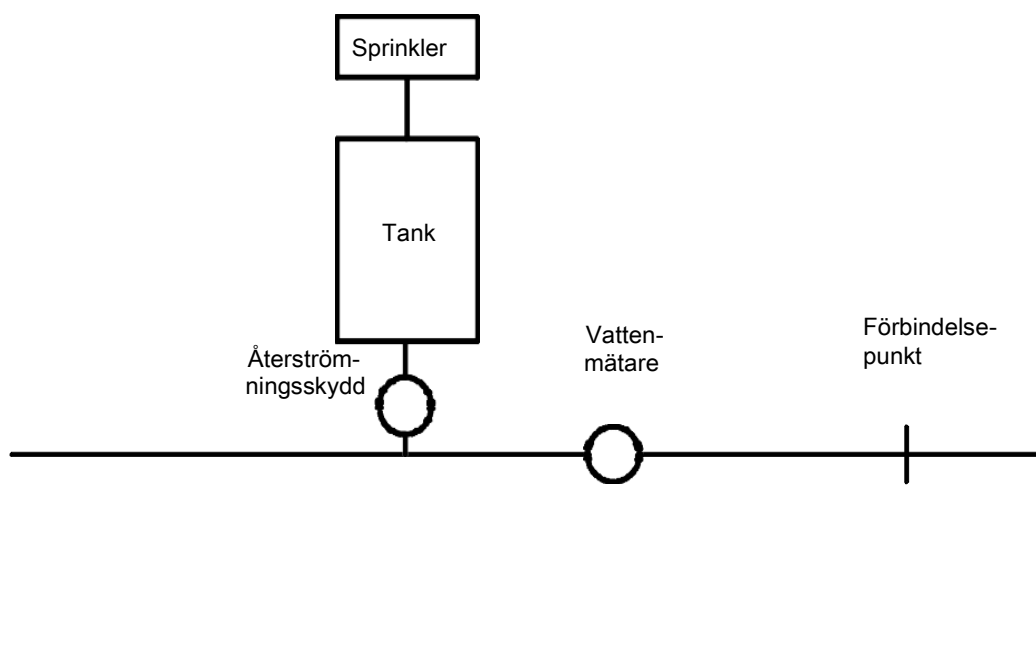 Sprinkler
Tank
Återström-
ningsskydd
Vatten-
mätare
Förbindelse-
punkt